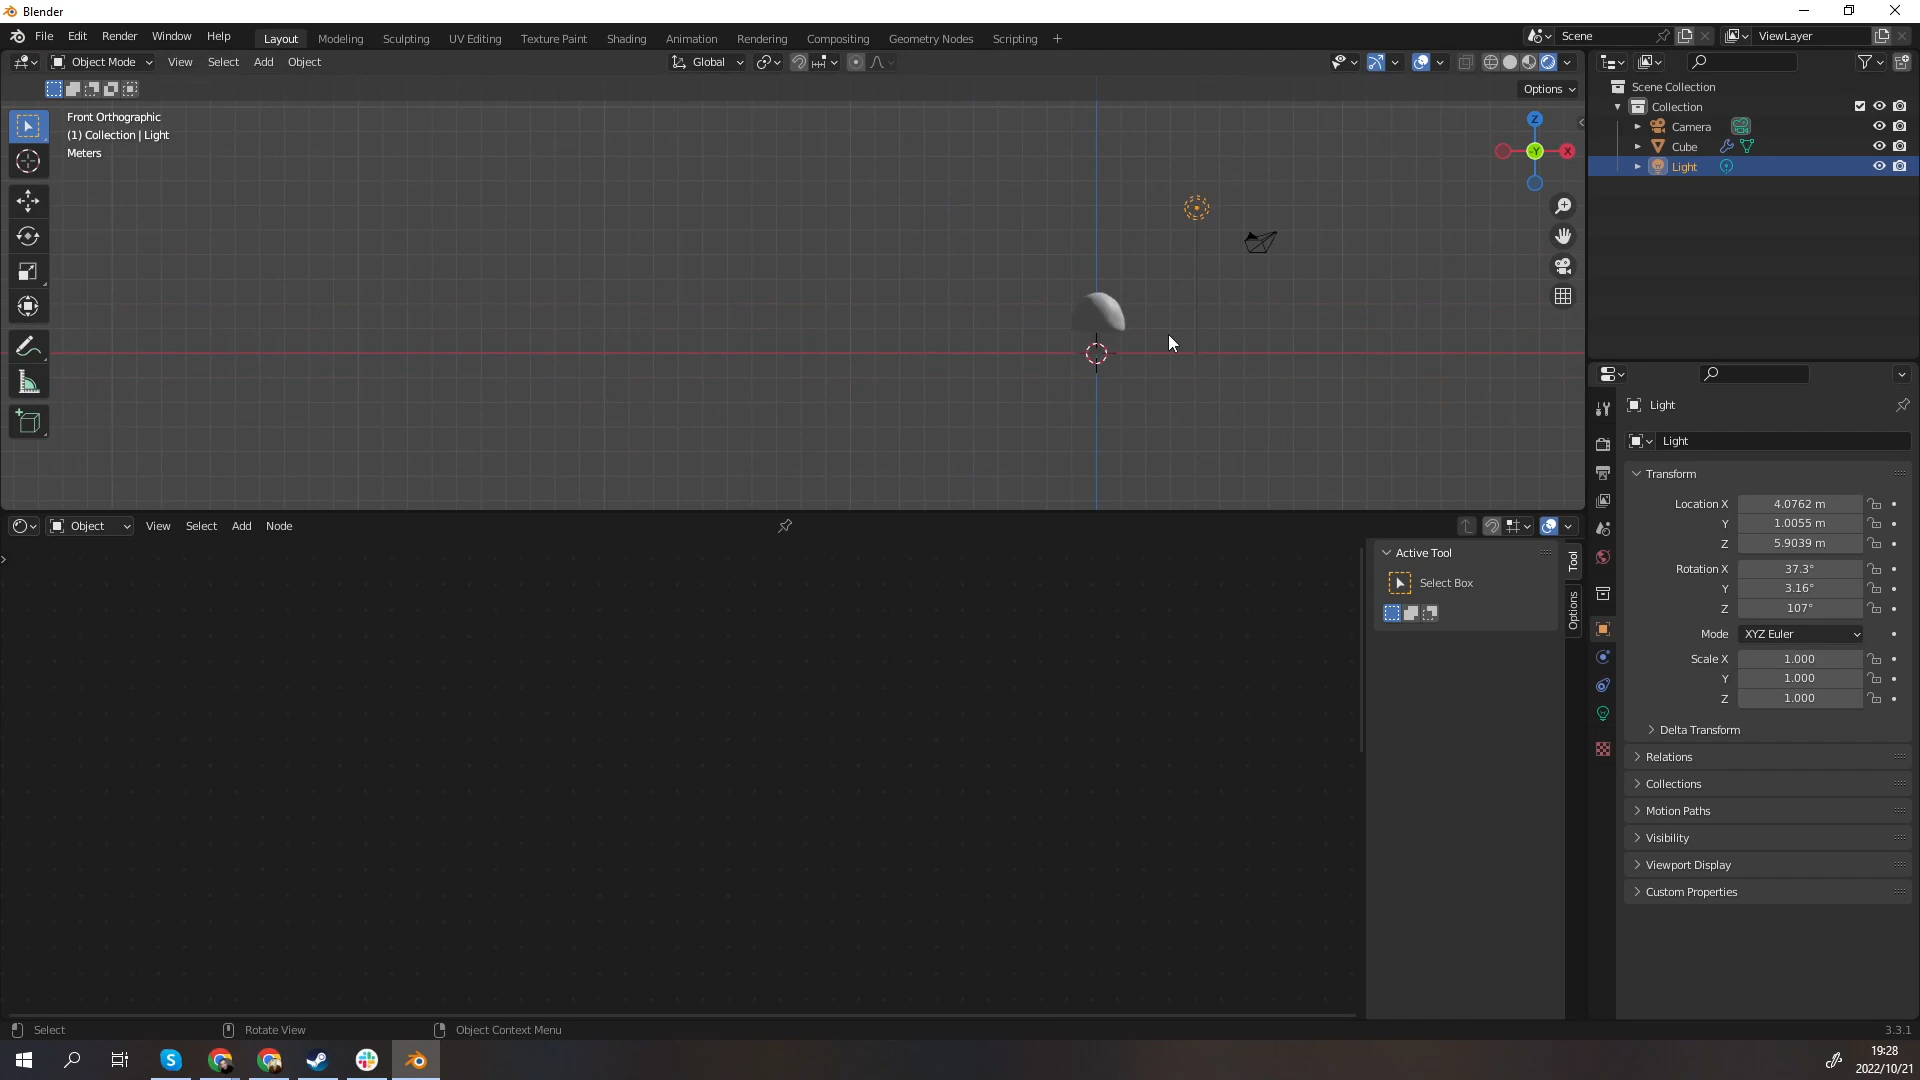 Blender
File Edit Render Window Help Layout Modeling Sculpting UV Editing Texture Paint Shading Animation Rendering Compositing Geometry Nodes Scripting + Scene ViewLayer
Object Mode View Select Add Object Global
Options
Front Orthographic
(1) Collection | Light
Meters
Z
-Y
X
Scene Collection
Collection
Camera
Cube
Light
Light
Light
Transform
Location X 4.0762 m
Y 1.0055 m
Z 5.9039 m
Rotation X 37.3°
Y 3.16°
Z 107°
Mode XYZ Euler
Scale X 1.000
Y 1.000
Z 1.000
Delta Transform
Relations
Collections
Motion Paths
Visibility
Viewport Display
Custom Properties
Object View Select Add Node
Active Tool
Select Box
Tool
Options
Select Rotate View Object Context Menu 3.3.1
19:28
2022/10/21